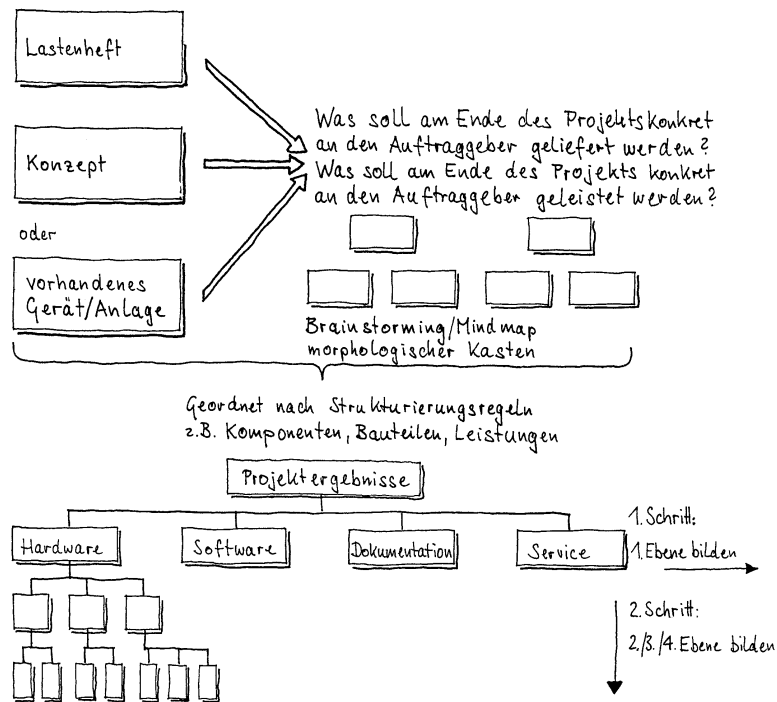 Lastenheft
Konzept
oder
vorhandenes
Gerät/Anlage
Was soll am Ende des Projekts konkret
an den Auftraggeber geliefert werden?
Was soll am Ende des Projekts konkret
an den Auftraggeber geleistet werden?
Brainstorming/Mindmap
morphologischer Kasten
Geordnet nach Strukturierungsregeln
z.B. Komponenten, Bauteilen, Leistungen
Projektergebnisse
Hardware
Software
Dokumentation
Service
1. Schritt:
1. Ebene bilden
2. Schritt:
2./3./4. Ebene bilden